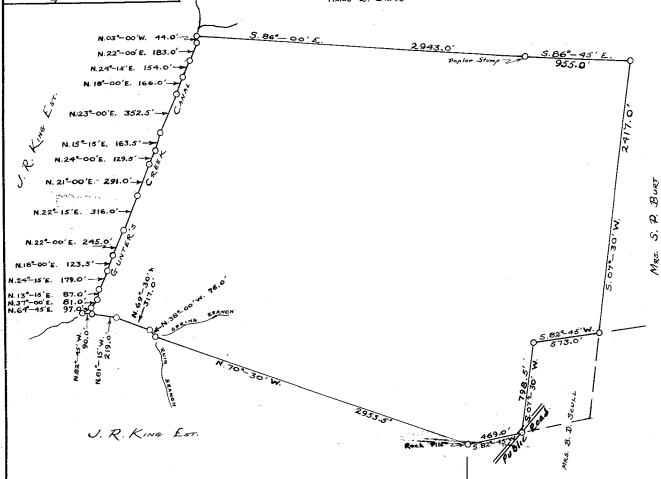 N.03°-00'W. 44.0'
N.22°-00'E. 183.0'
N.24°-15'E. 154.0'
N.18°-00'E. 166.0'
N.23°-00'E. 352.5'
N.15°-15'E. 163.5'
N.24°-00'E. 129.5'
N.21°-00'E. 291.0'
N.22°-15'E. 316.0'
N.22°-00'E. 245.0'
N.18°-00'E. 123.5'
N.24°-15'E. 179.0'
N.13°-15'E. 87.0'
N.37°-00'E. 81.0'
N.64°-45'E. 97.0'
J. R. KING EST.
GUNTER'S CREEK CANAL
S.86°-00'E. 2943.0'
Poplar Stump
S.86°-45'E. 955.0'
2417.0' S.07°-30'W.
MRS. S. P. BURT
S.82°-45'W. 573.0'
798.5' S.07°-30'W.
MRS. B. D. SCULL
469.0' S.82°-45'W.
PUBLIC ROAD
Rock Pile
N.70°-30'W. 2953.5'
N.38°-00'W. 76.0'
SPRING BRANCH
RUIN BRANCH
N.69°-30'W. 317.0'
N.81°-15'W. 219.0'
N.82°-45'W. 90.0'
J. R. KING EST.